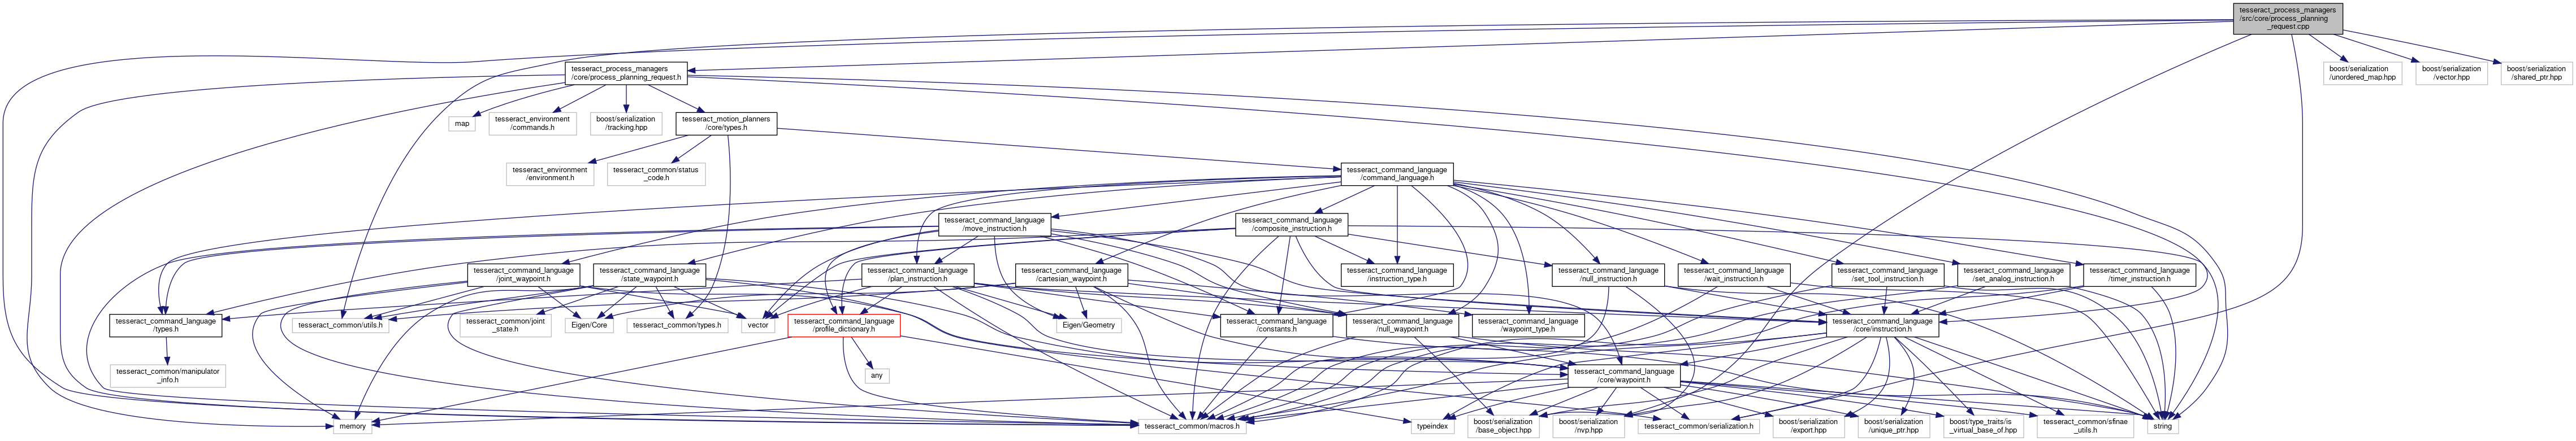 tesseract_process_managers
/src/core/process_planning
_request.cpp
tesseract_process_managers
/core/process_planning_request.h
boost/serialization
/unordered_map.hpp
boost/serialization
/vector.hpp
boost/serialization
/shared_ptr.hpp
map
tesseract_environment
/commands.h
boost/serialization
/tracking.hpp
tesseract_motion_planners
/core/types.h
tesseract_environment
/environment.h
tesseract_common/status
_code.h
tesseract_command_language
/command_language.h
tesseract_command_language
/move_instruction.h
tesseract_command_language
/composite_instruction.h
tesseract_command_language
/joint_waypoint.h
tesseract_command_language
/state_waypoint.h
tesseract_command_language
/plan_instruction.h
tesseract_command_language
/cartesian_waypoint.h
tesseract_command_language
/instruction_type.h
tesseract_command_language
/null_instruction.h
tesseract_command_language
/wait_instruction.h
tesseract_command_language
/set_tool_instruction.h
tesseract_command_language
/set_analog_instruction.h
tesseract_command_language
/timer_instruction.h
tesseract_command_language
/types.h
tesseract_common/utils.h
tesseract_common/joint
_state.h
Eigen/Core
tesseract_common/types.h
vector
tesseract_command_language
/profile_dictionary.h
Eigen/Geometry
tesseract_command_language
/constants.h
tesseract_command_language
/null_waypoint.h
tesseract_command_language
/waypoint_type.h
tesseract_command_language
/core/instruction.h
tesseract_common/manipulator
_info.h
any
tesseract_command_language
/core/waypoint.h
memory
tesseract_common/macros.h
typeindex
boost/serialization
/base_object.hpp
boost/serialization
/nvp.hpp
tesseract_common/serialization.h
boost/serialization
/export.hpp
boost/serialization
/unique_ptr.hpp
boost/type_traits/is
_virtual_base_of.hpp
tesseract_common/sfinae
_utils.h
string